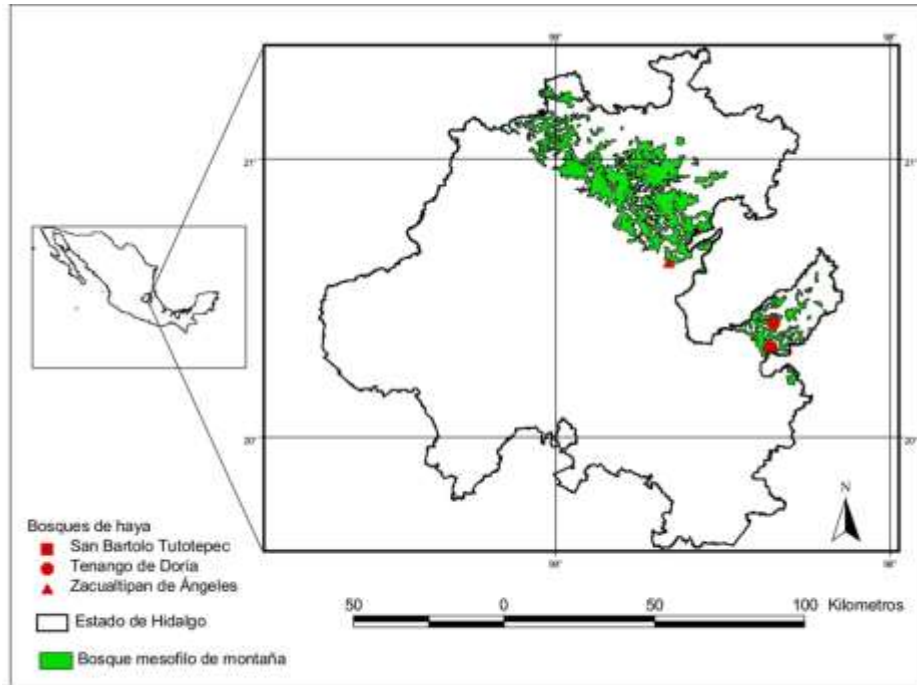 99°
98°
21°
21°
20°
20°
N
99°
98°
Bosques de haya
San Bartolo Tutotepec
Tenango de Doria
Zacualtipan de Ángeles
Estado de Hidalgo
Bosque mesofilo de montaña
50 0 50 100 Kilometros